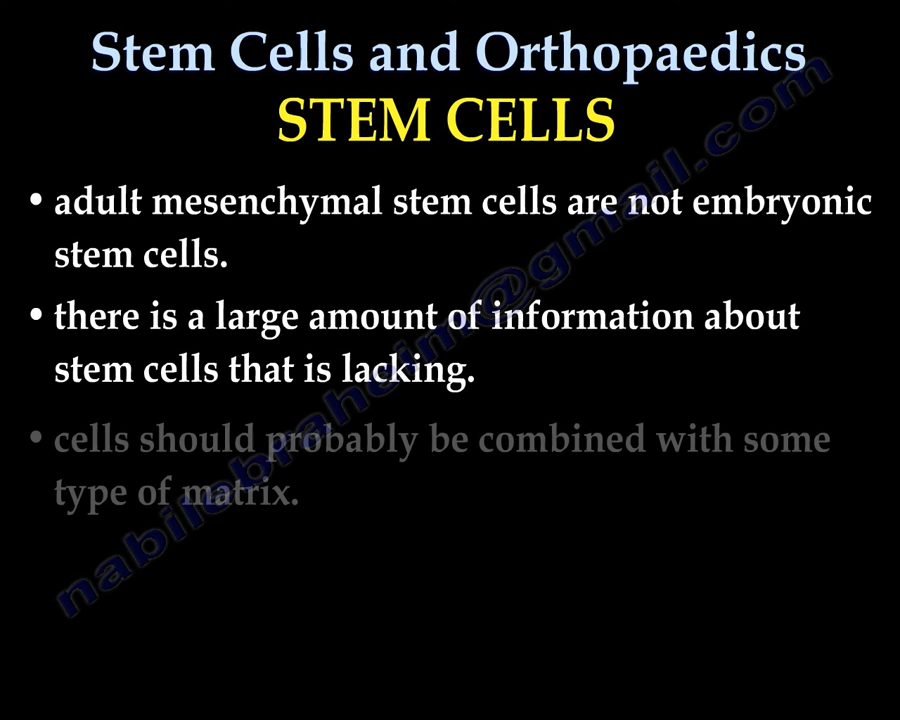 Stem Cells and Orthopaedics
STEM CELLS
• adult mesenchymal stem cells are not embryonic
stem cells.
• there is a large amount of information about
stem cells that is lacking.
• cells should probably be combined with some
type of matrix.
nabilebraheim@gmail.com